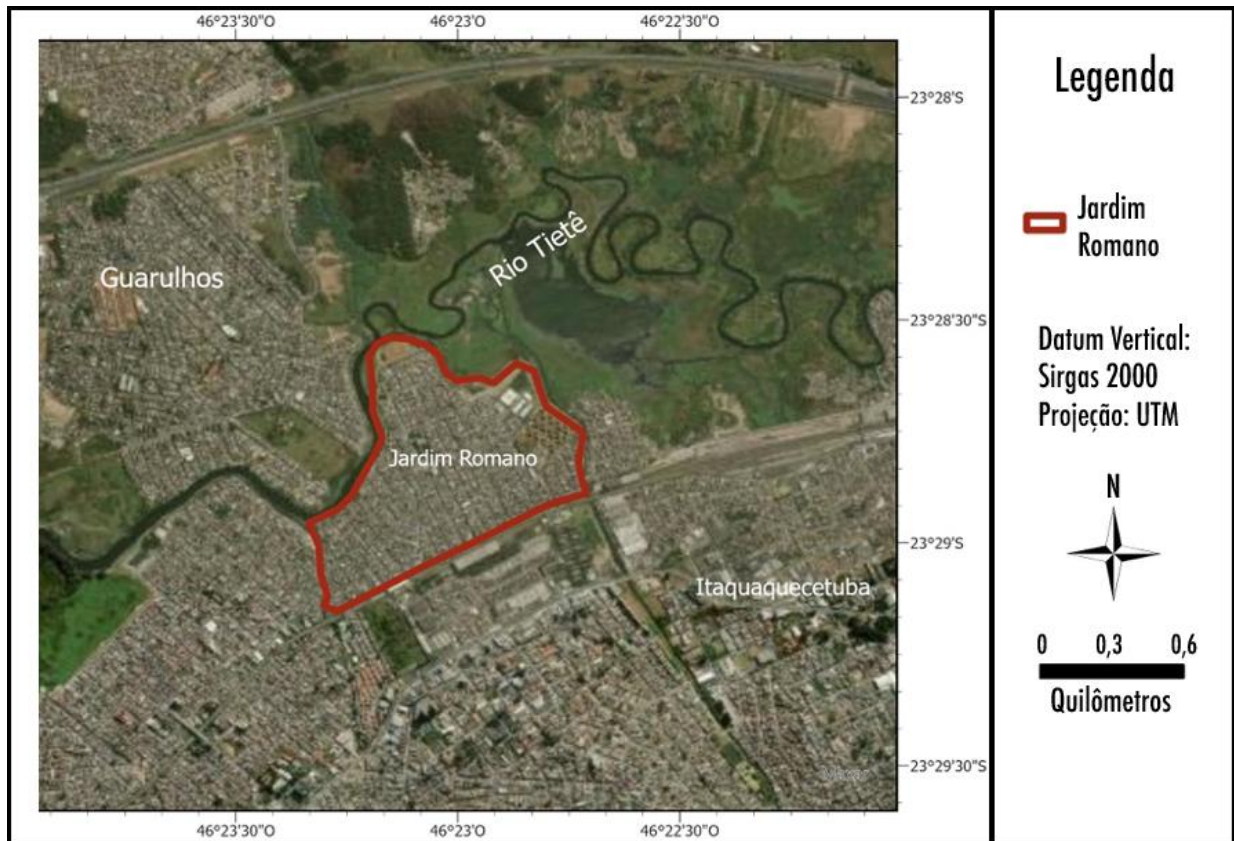 46°23'30"O 46°23'O 46°22'30"O
23°28'S
Guarulhos
Rio Tietê
23°28'30"S
Jardim Romano
23°29'S
Itaquaquecetuba
23°29'30"S
46°23'30"O 46°23'O 46°22'30"O
Legenda
Jardim
Romano
Datum Vertical:
Sirgas 2000
Projeção: UTM
N
0 0,3 0,6
Quilômetros